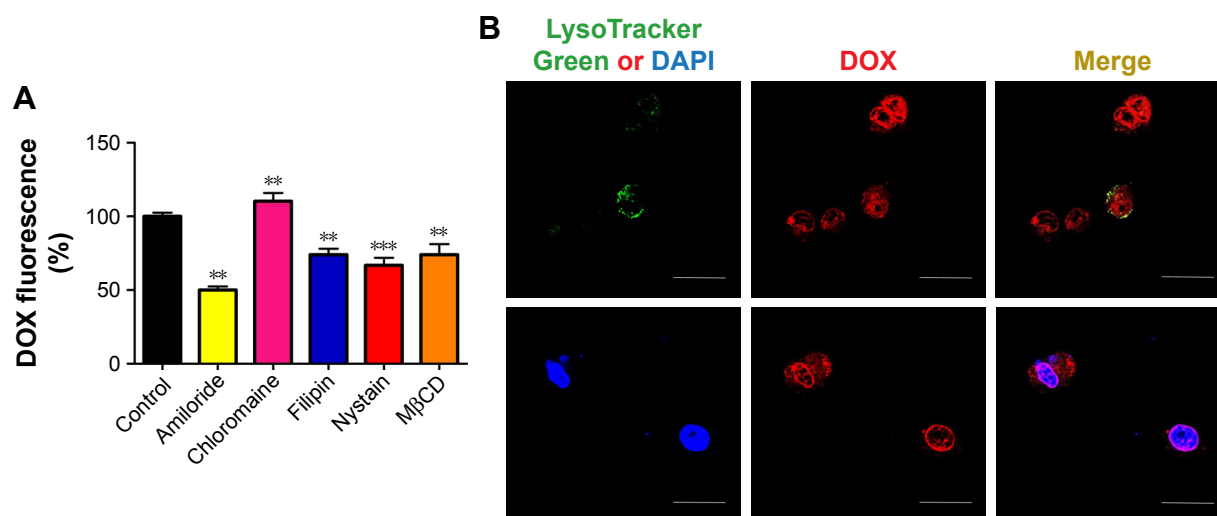 A
DOX fluorescence
(%)
150
100
50
0
**
**
**
***
**
Control
Amiloride
Chloromaine
Filipin
Nystain
MβCD
B
LysoTracker
Green or DAPI
DOX
Merge